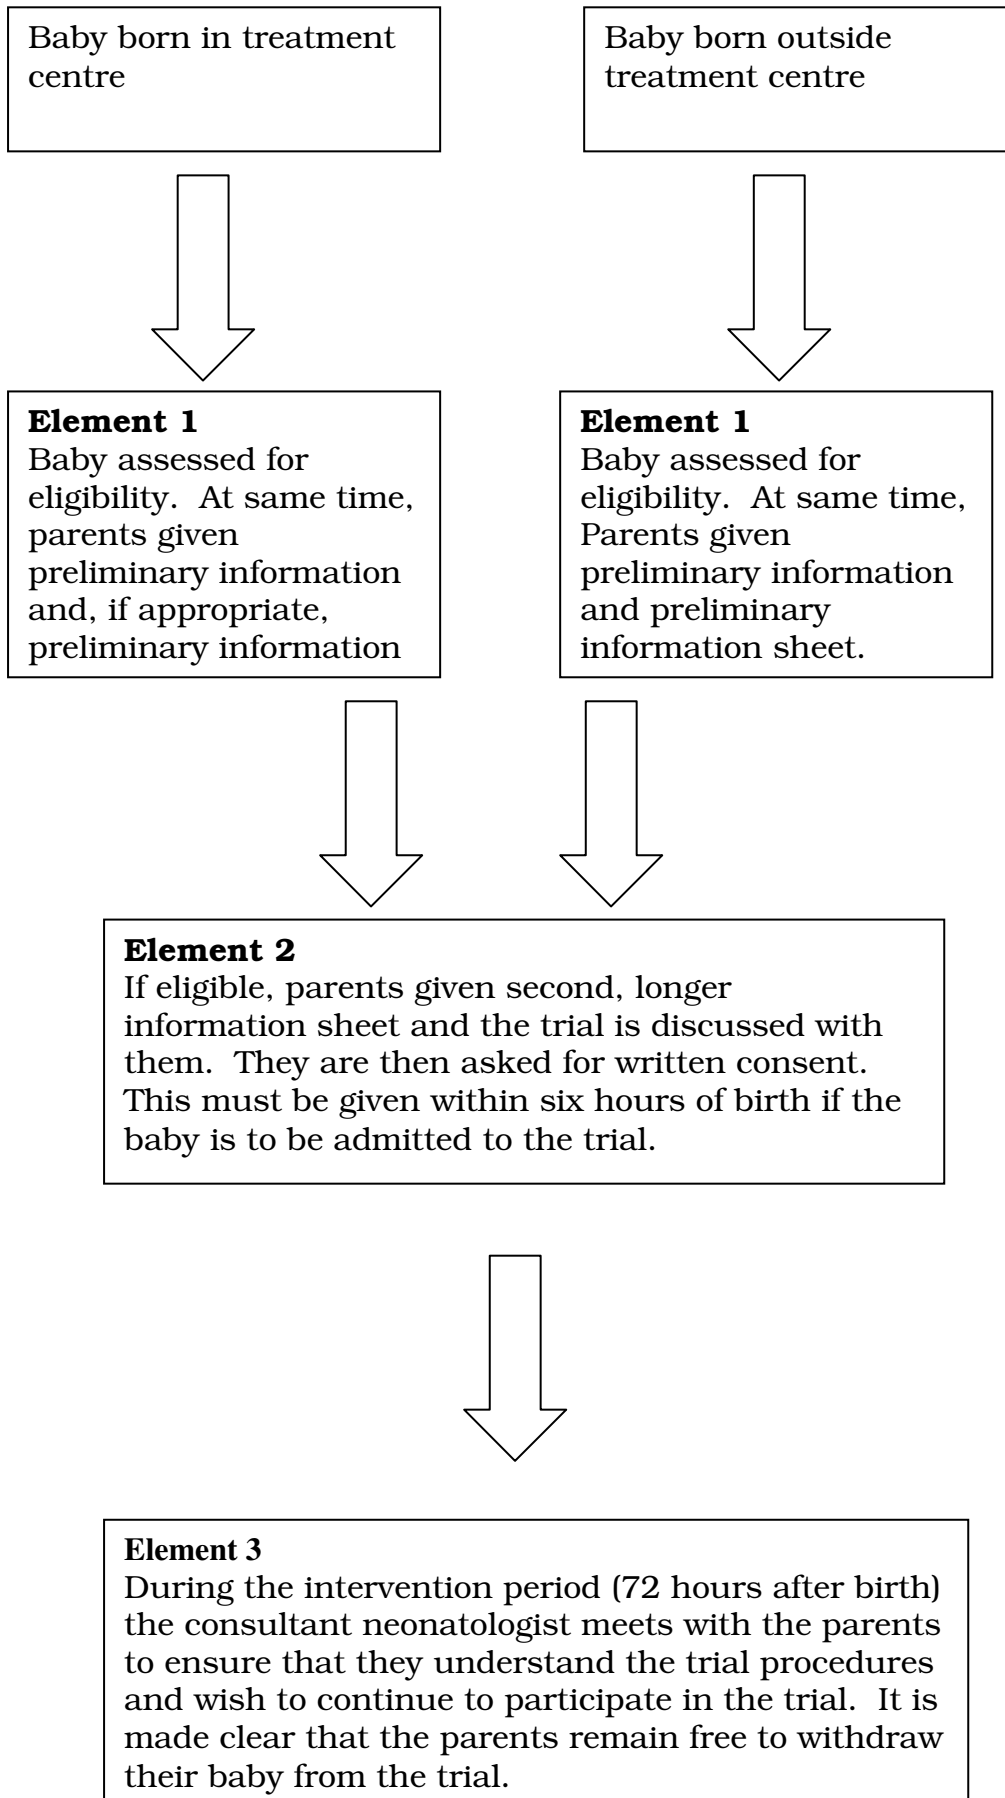 Baby born in treatment
centre
Baby born outside
treatment centre
Element 1
Baby assessed for
eligibility.  At same time,
parents given
preliminary information
and, if appropriate,
preliminary information
Element 1
Baby assessed for
eligibility.  At same time,
Parents given
preliminary information
and preliminary
information sheet.
Element 2
If eligible, parents given second, longer
information sheet and the trial is discussed with
them.  They are then asked for written consent.
This must be given within six hours of birth if the
baby is to be admitted to the trial.
Element 3
During the intervention period (72 hours after birth)
the consultant neonatologist meets with the parents
to ensure that they understand the trial procedures
and wish to continue to participate in the trial.  It is
made clear that the parents remain free to withdraw
their baby from the trial.